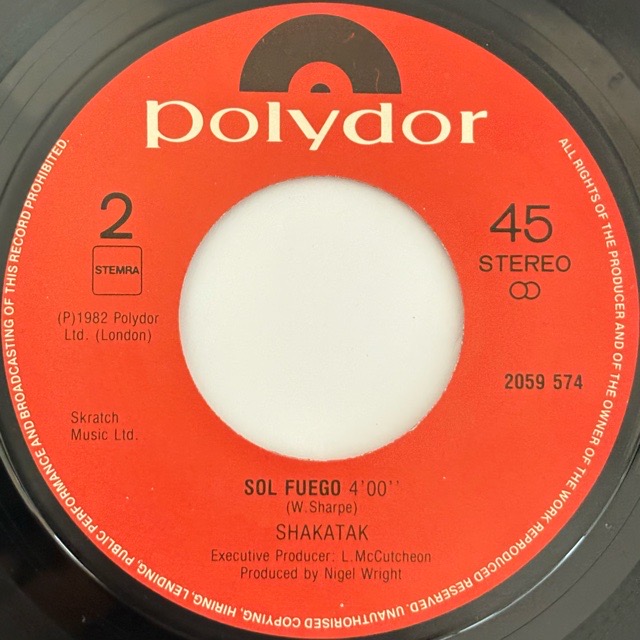 polydor
2
STEMRA
45
STEREO
(P)1982 Polydor
Ltd. (London)
2059 574
Skratch
Music Ltd.
SOL FUEGO 4'00''
(W.Sharpe)
SHAKATAK
Executive Producer: L.McCutcheon
Produced by Nigel Wright
ALL RIGHTS OF THE PRODUCER AND OF THE OWNER OF THE WORK REPRODUCED RESERVED. UNAUTHORISED COPYING, HIRING, LENDING, PUBLIC PERFORMANCE AND BROADCASTING OF THIS RECORD PROHIBITED.